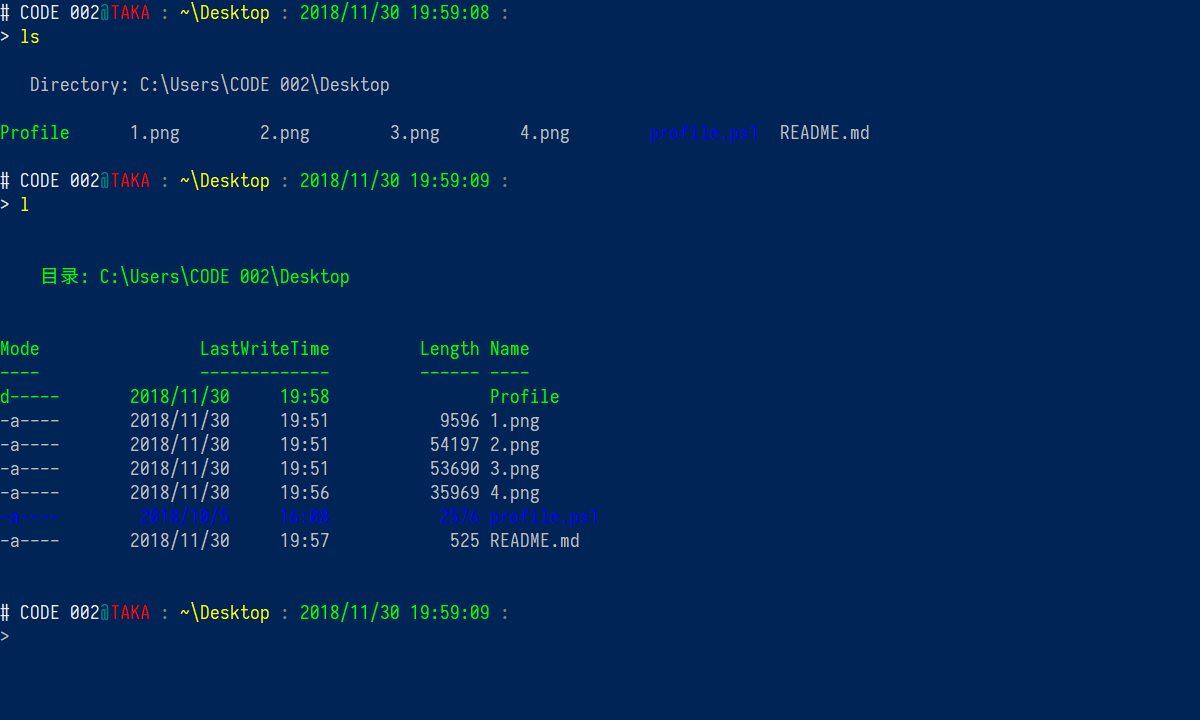 # CODE 002@TAKA : ~\Desktop : 2018/11/30 19:59:08 :
> ls
Directory: C:\Users\CODE 002\Desktop
Profile 1.png 2.png 3.png 4.png profile.ps1 README.md
# CODE 002@TAKA : ~\Desktop : 2018/11/30 19:59:09 :
> l
目录: C:\Users\CODE 002\Desktop
Mode LastWriteTime Length Name
---- ------------- ------ ----
d----- 2018/11/30 19:58 Profile
-a---- 2018/11/30 19:51 9596 1.png
-a---- 2018/11/30 19:51 54197 2.png
-a---- 2018/11/30 19:51 53690 3.png
-a---- 2018/11/30 19:56 35969 4.png
-a---- 2018/10/5 16:08 2576 profile.ps1
-a---- 2018/11/30 19:57 525 README.md
# CODE 002@TAKA : ~\Desktop : 2018/11/30 19:59:09 :
>